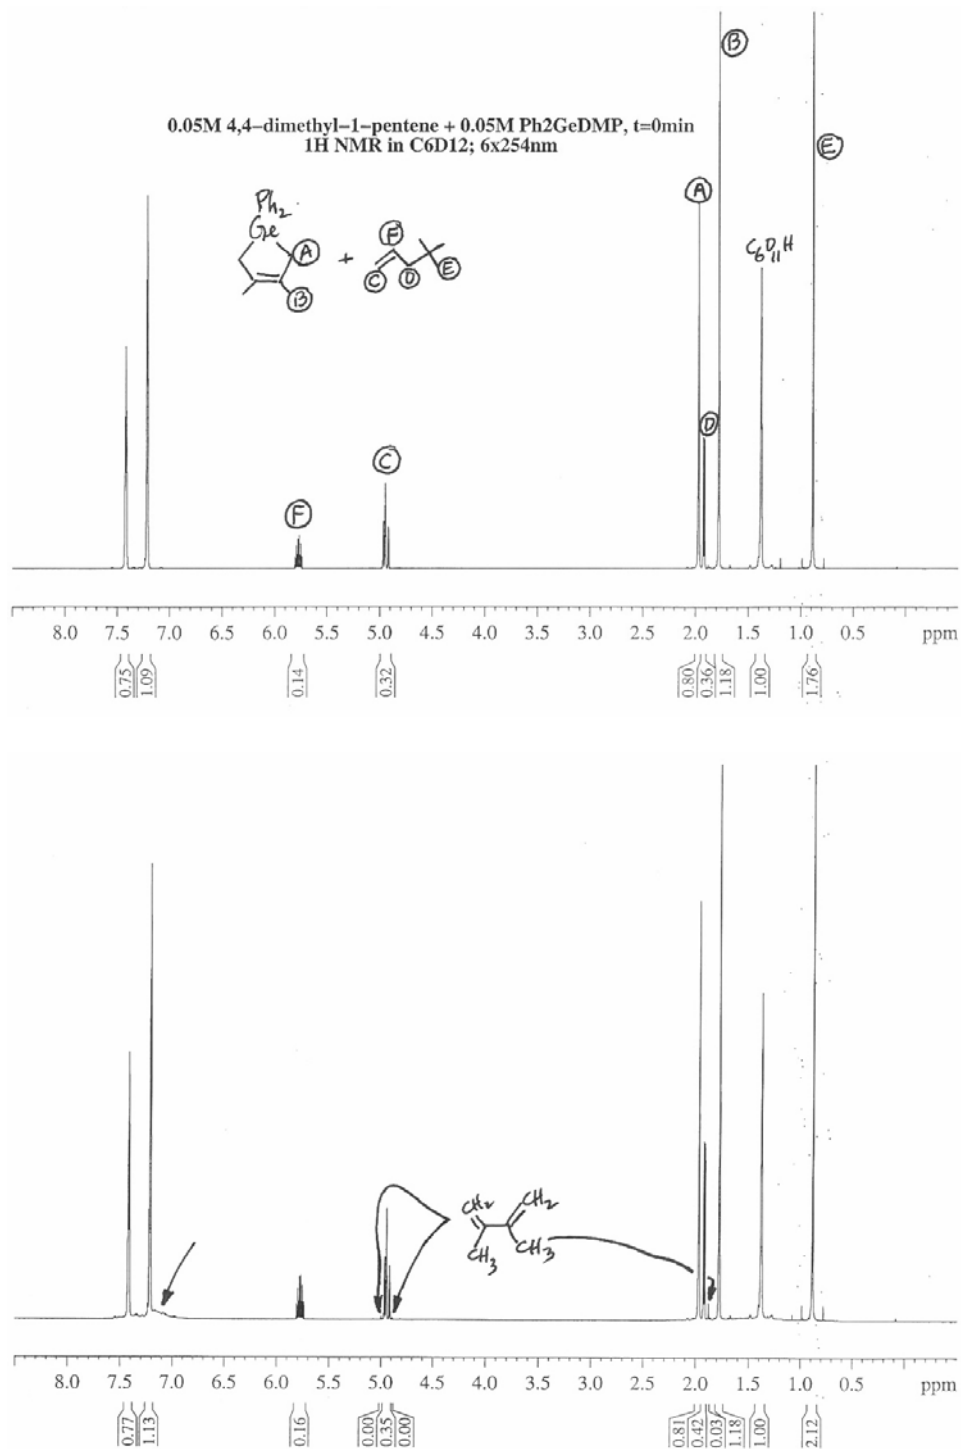 0.05M 4,4-dimethyl-1-pentene + 0.05M Ph2GeDMP, t=0min
1H NMR in C6D12; 6x254nm
B
E
A
Ph2
Ge
A
B
+
F
C
D
E
C6D11H
D
C
F
8.0 7.5 7.0 6.5 6.0 5.5 5.0 4.5 4.0 3.5 3.0 2.5 2.0 1.5 1.0 0.5 ppm
0.75 1.09 0.14 0.32 0.80 0.36 1.18 1.00 1.76
CH2 CH2
CH3 CH3
8.0 7.5 7.0 6.5 6.0 5.5 5.0 4.5 4.0 3.5 3.0 2.5 2.0 1.5 1.0 0.5 ppm
0.77 1.13 0.16 0.00 0.35 0.00 0.81 0.42 0.03 1.18 1.00 2.12